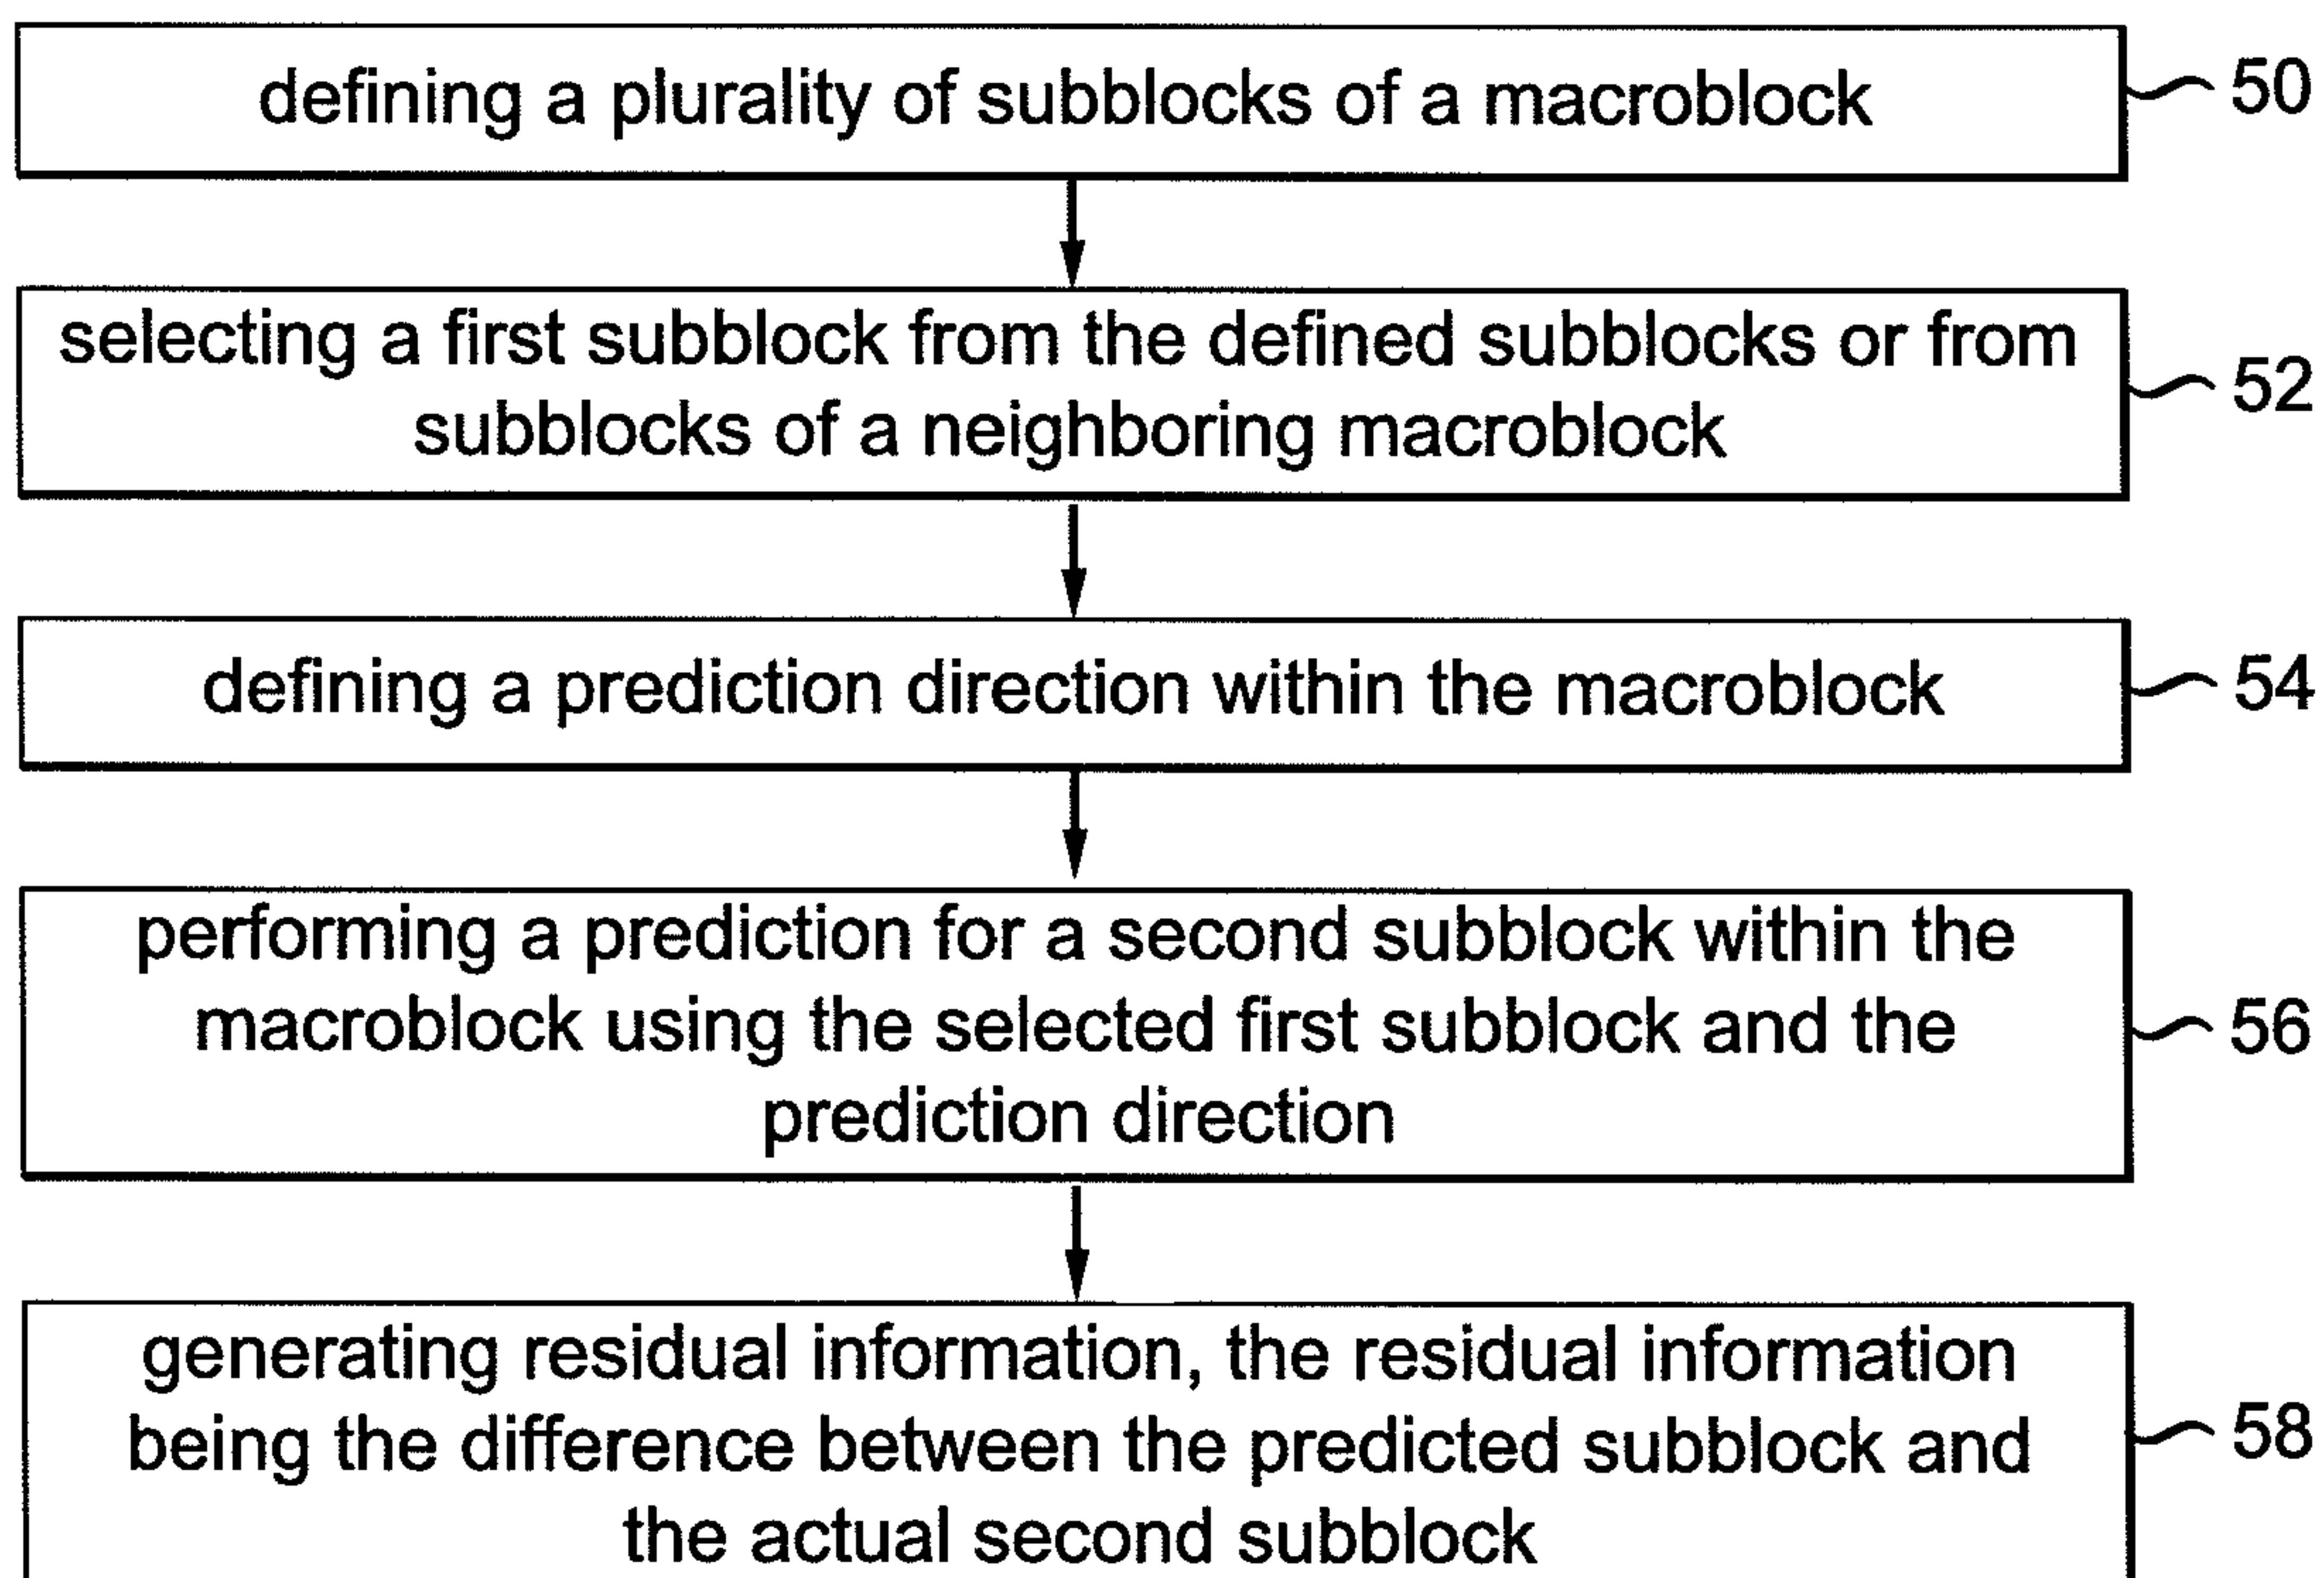 defining a plurality of subblocks of a macroblock
50
selecting a first subblock from the defined subblocks or from
subblocks of a neighboring macroblock
52
defining a prediction direction within the macroblock
54
performing a prediction for a second subblock within the
macroblock using the selected first subblock and the
prediction direction
56
generating residual information, the residual information
being the difference between the predicted subblock and
the actual second subblock
58